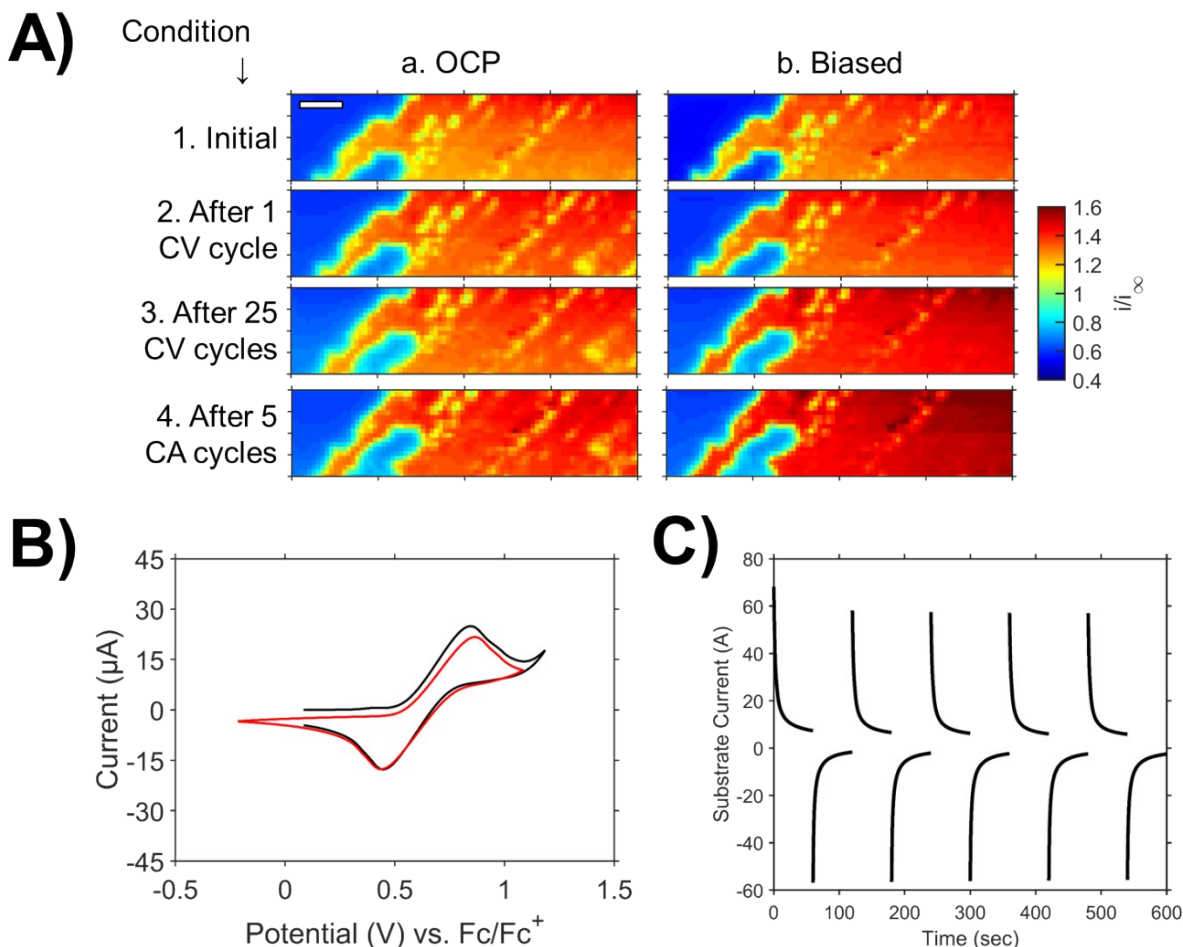 A)
Condition
↓
a. OCP
b. Biased
1. Initial
2. After 1
CV cycle
3. After 25
CV cycles
4. After 5
CA cycles
1.6
1.4
1.2
1
0.8
0.6
0.4
i/i∞
B)
45
30
15
0
-15
-30
-45
Current (µA)
-0.5
0
0.5
1
1.5
Potential (V) vs. Fc/Fc+
C)
80
60
40
20
0
-20
-40
-60
Substrate Current (A)
0
100
200
300
400
500
600
Time (sec)